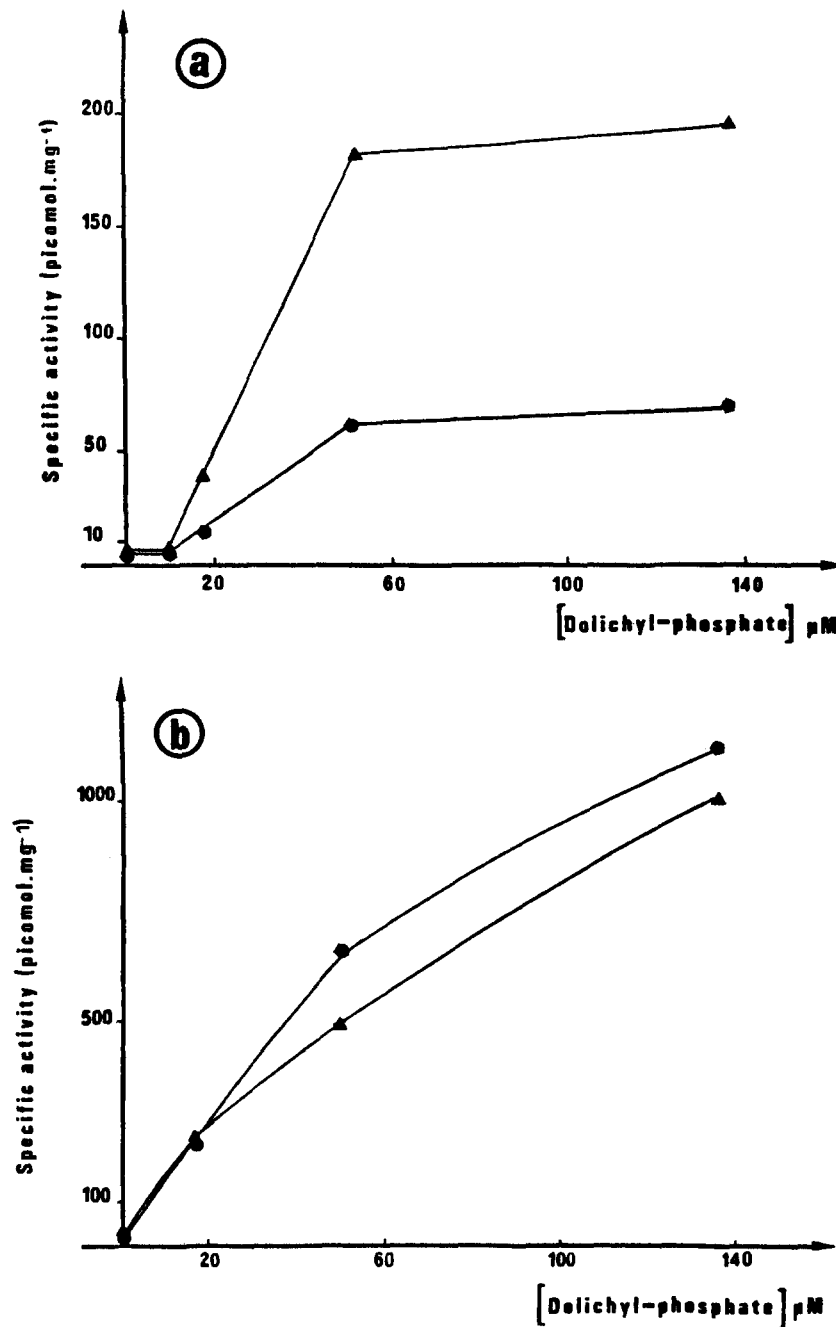 a
Specific activity (picomol.mg⁻¹)
200
150
100
50
10
20
60
100
140
[Dolichyl-phosphate] µM
b
Specific activity (picomol.mg⁻¹)
1000
500
100
20
60
100
140
[Dolichyl-phosphate] µM